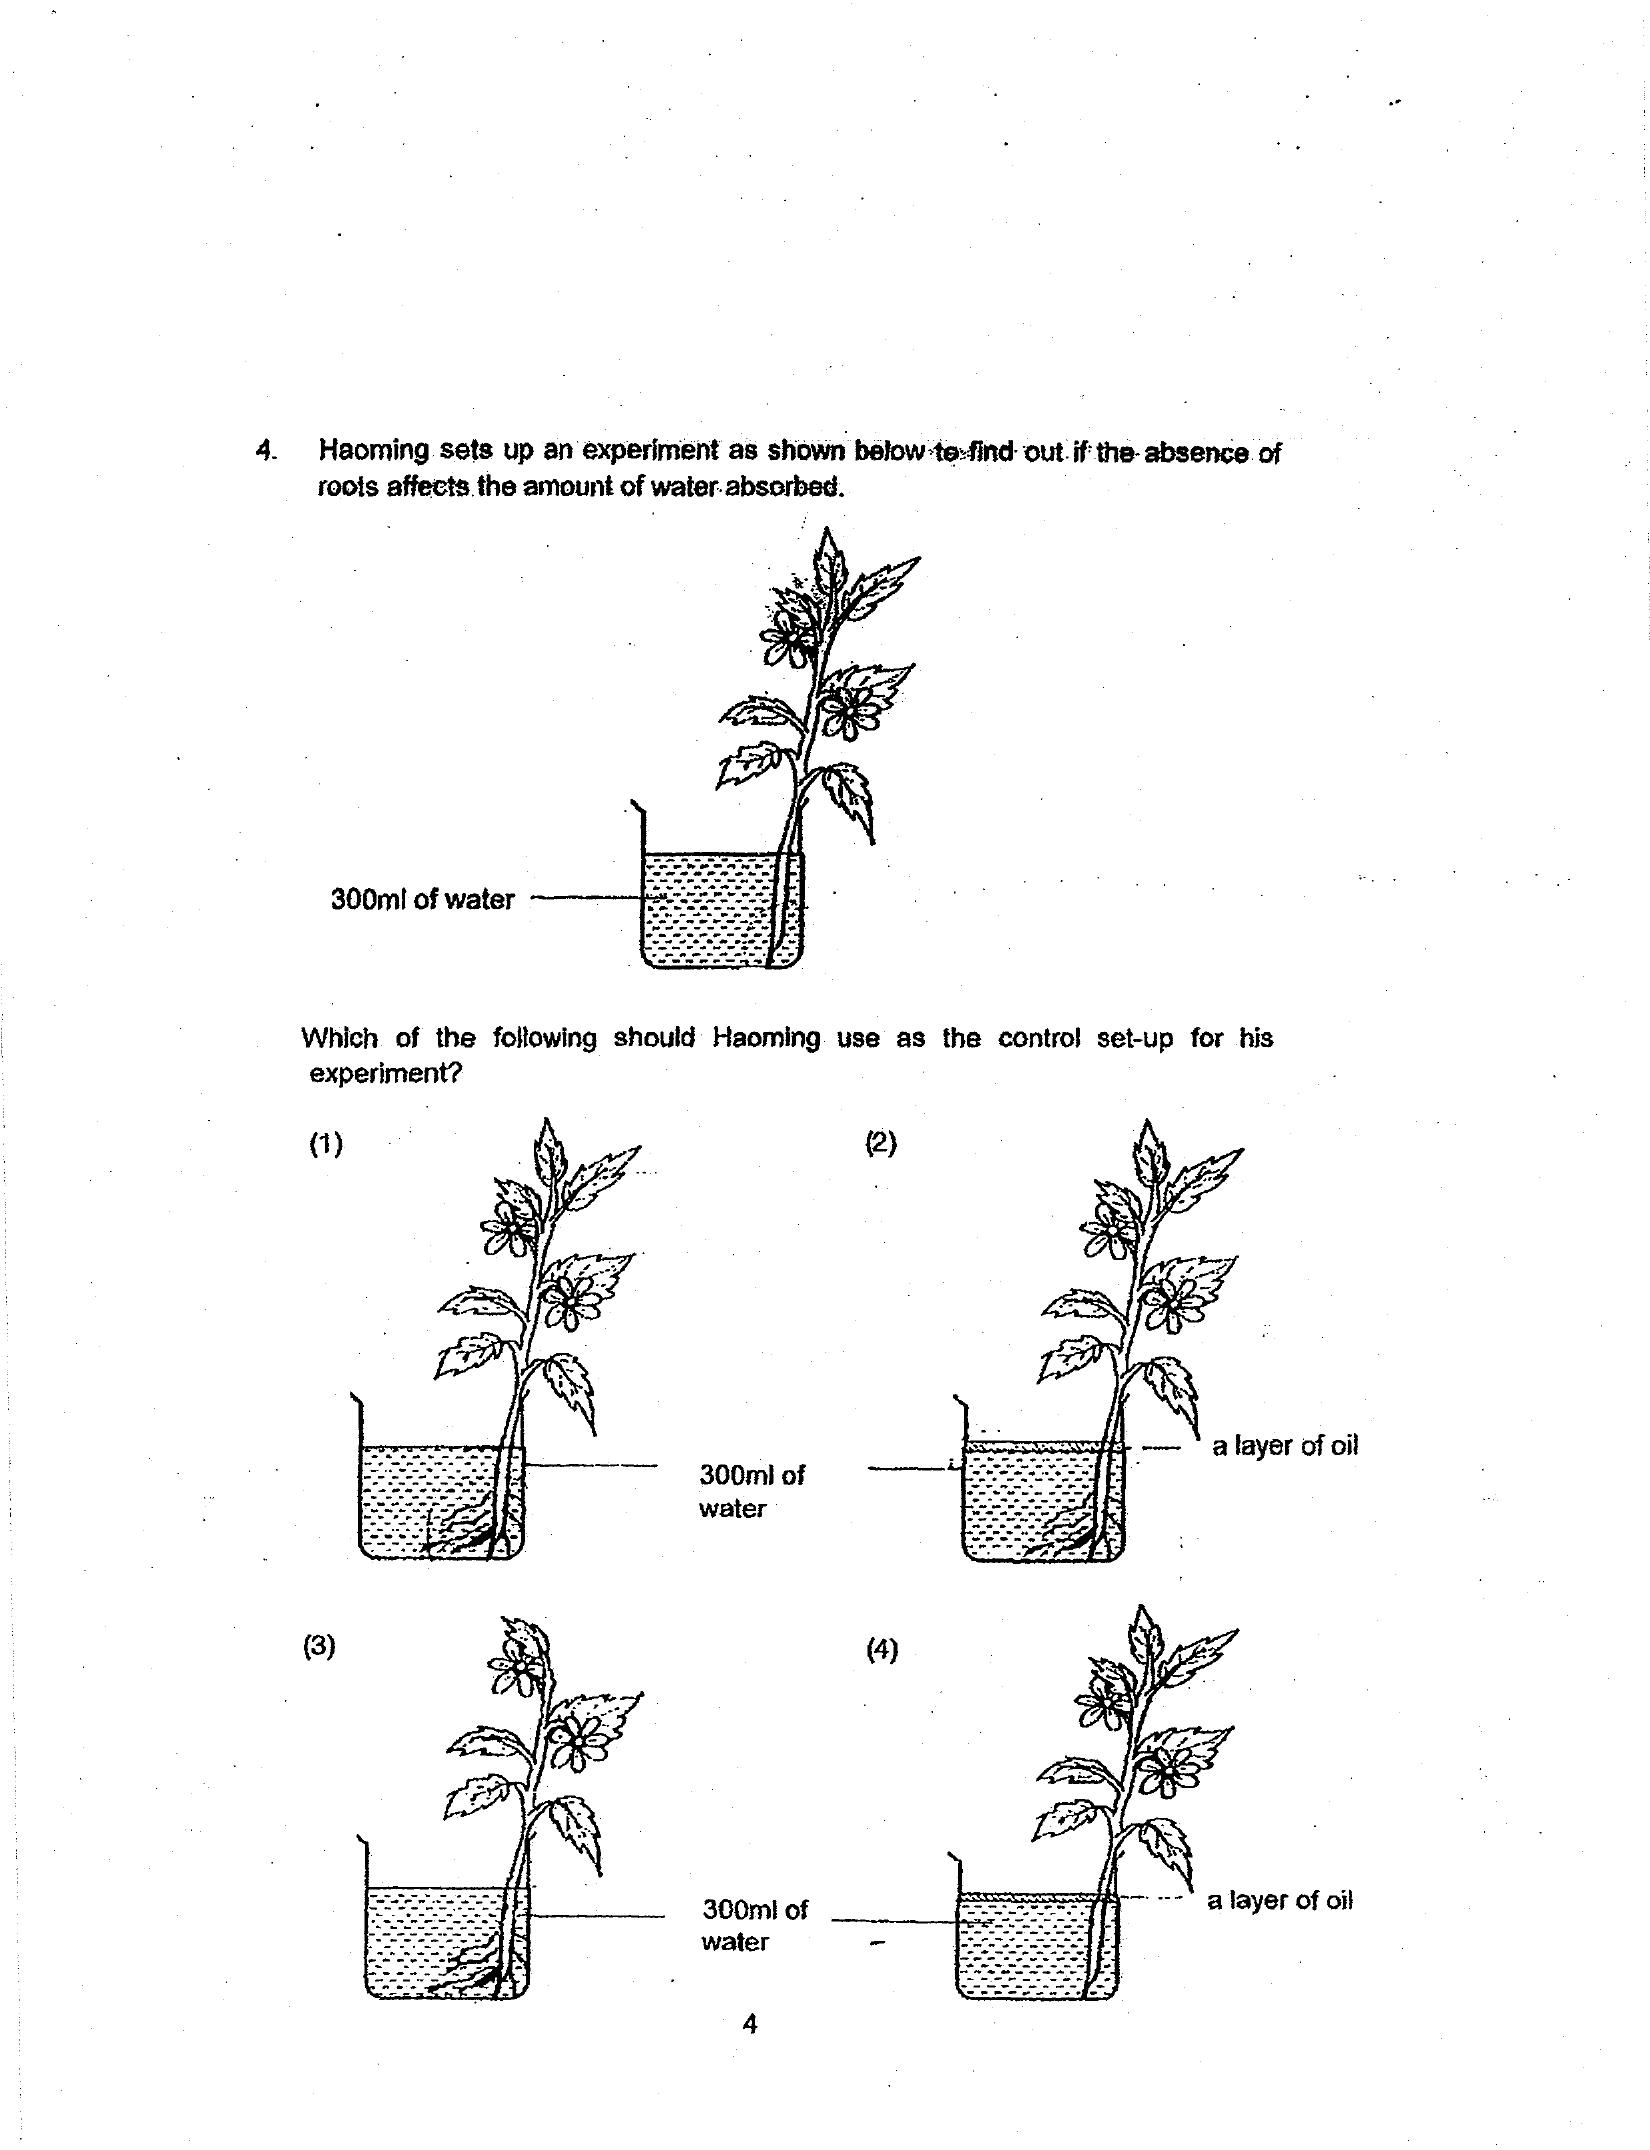 4. Haoming sets up an experiment as shown below to find out if the absence of
roots affects the amount of water absorbed.
300ml of water
Which of the following should Haoming use as the control set-up for his
experiment?
(1)
(2)
a layer of oil
300ml of
water
(3)
(4)
a layer of oil
300ml of
water
4